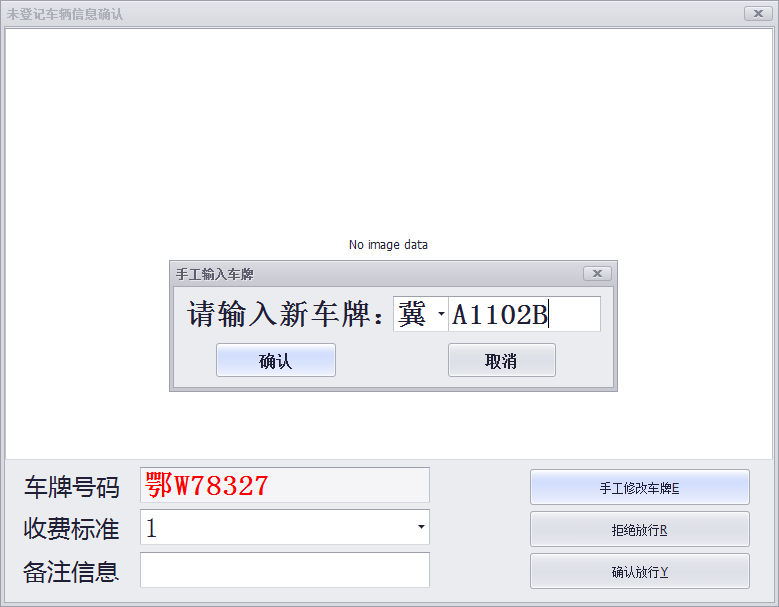 未登记车辆信息确认
No image data
手工输入车牌
请输入新车牌： 冀 A1102B
确认 取消
车牌号码 鄂W78327 手工修改车牌E
收费标准 1 拒绝放行R
备注信息 确认放行Y